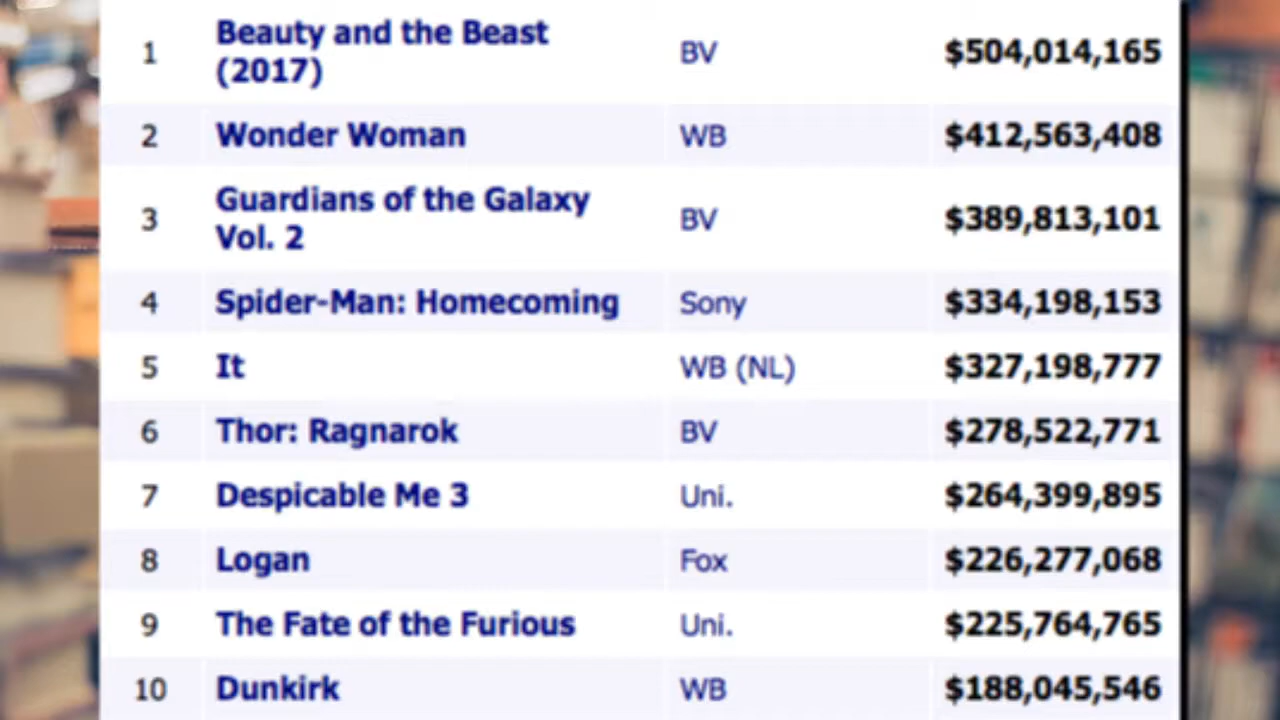 1 Beauty and the Beast BV $504,014,165
(2017)
2 Wonder Woman WB $412,563,408
3 Guardians of the Galaxy BV $389,813,101
Vol. 2
4 Spider-Man: Homecoming Sony $334,198,153
5 It WB (NL) $327,198,777
6 Thor: Ragnarok BV $278,522,771
7 Despicable Me 3 Uni. $264,399,895
8 Logan Fox $226,277,068
9 The Fate of the Furious Uni. $225,764,765
10 Dunkirk WB $188,045,546